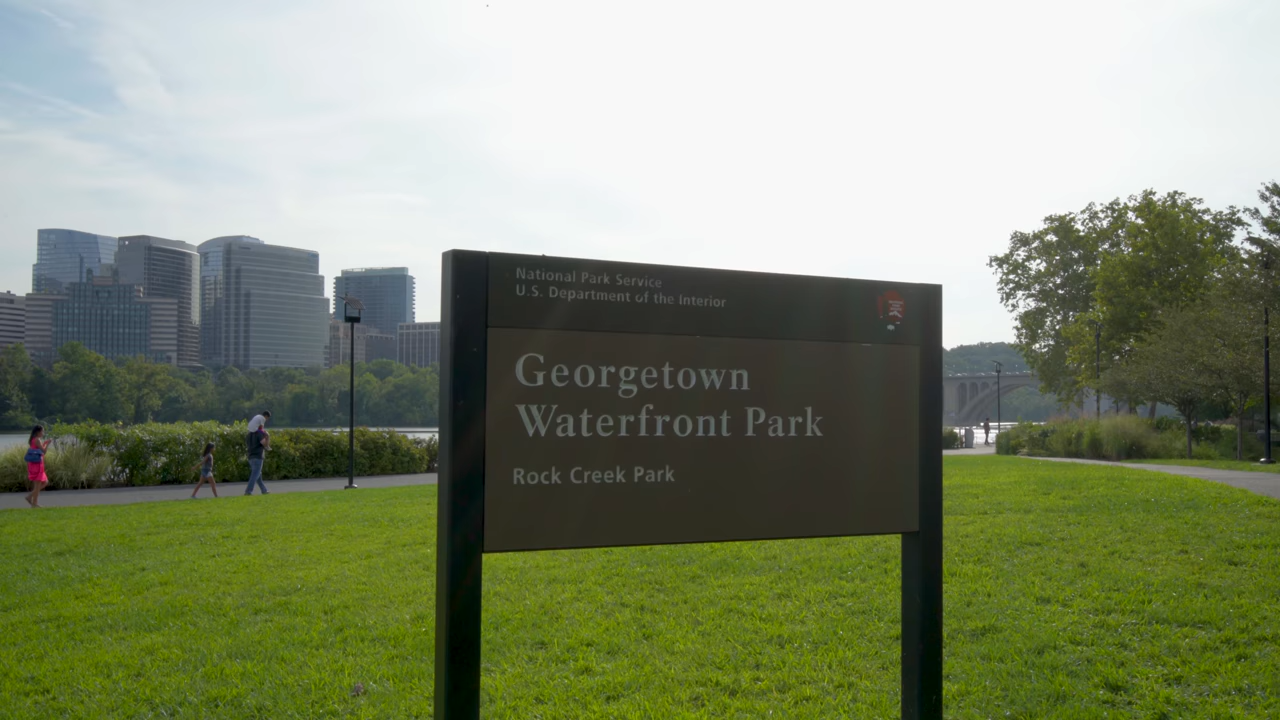 National Park Service
U.S. Department of the Interior
Georgetown
Waterfront Park
Rock Creek Park